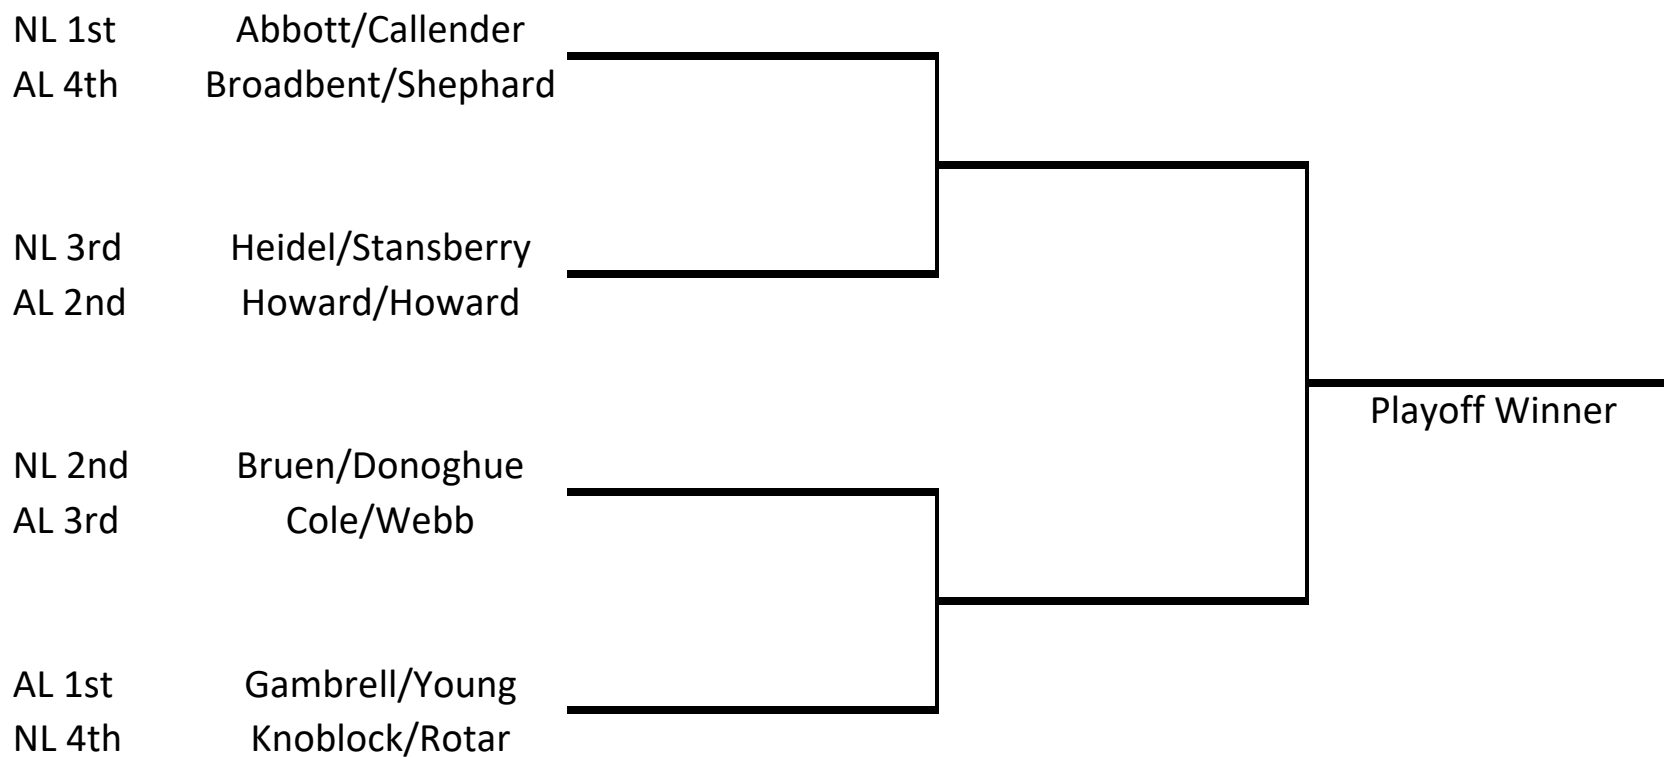 NL 1st Abbott/Callender
AL 4th Broadbent/Shephard
NL 3rd Heidel/Stansberry
AL 2nd Howard/Howard
Playoff Winner
NL 2nd Bruen/Donoghue
AL 3rd Cole/Webb
AL 1st Gambrell/Young
NL 4th Knoblock/Rotar